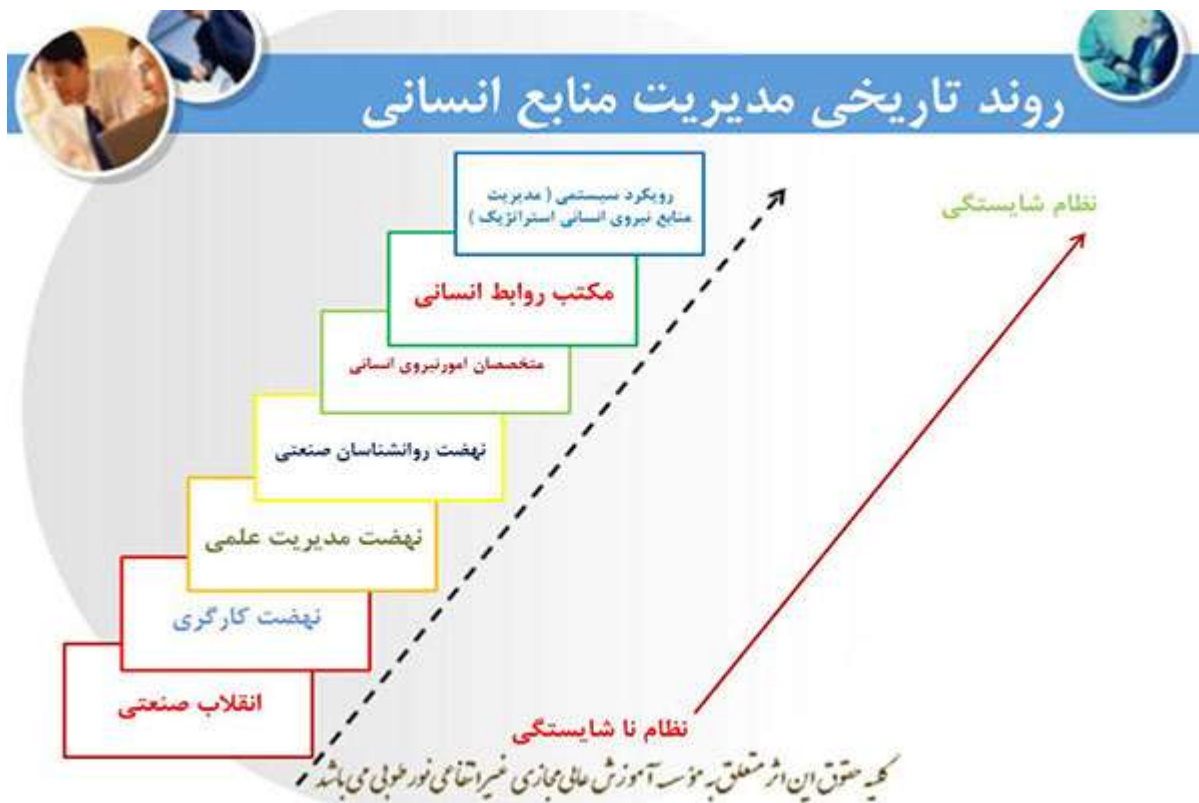 روند تاریخی مدیریت منابع انسانی
رویکرد سیستمی ( مدیریت
منابع نیروی انسانی استراتژیک )
نظام شایستگی
مکتب روابط انسانی
متخصصان امورنیروی انسانی
نهضت روانشناسان صنعتی
نهضت مدیریت علمی
نهضت کارگری
انقلاب صنعتی
نظام نا شایستگی
کلیه حقوق این اثر متعلق به مؤسسه آموزش عالی مجازی غیرانتفاعی نور طوبی می باشد